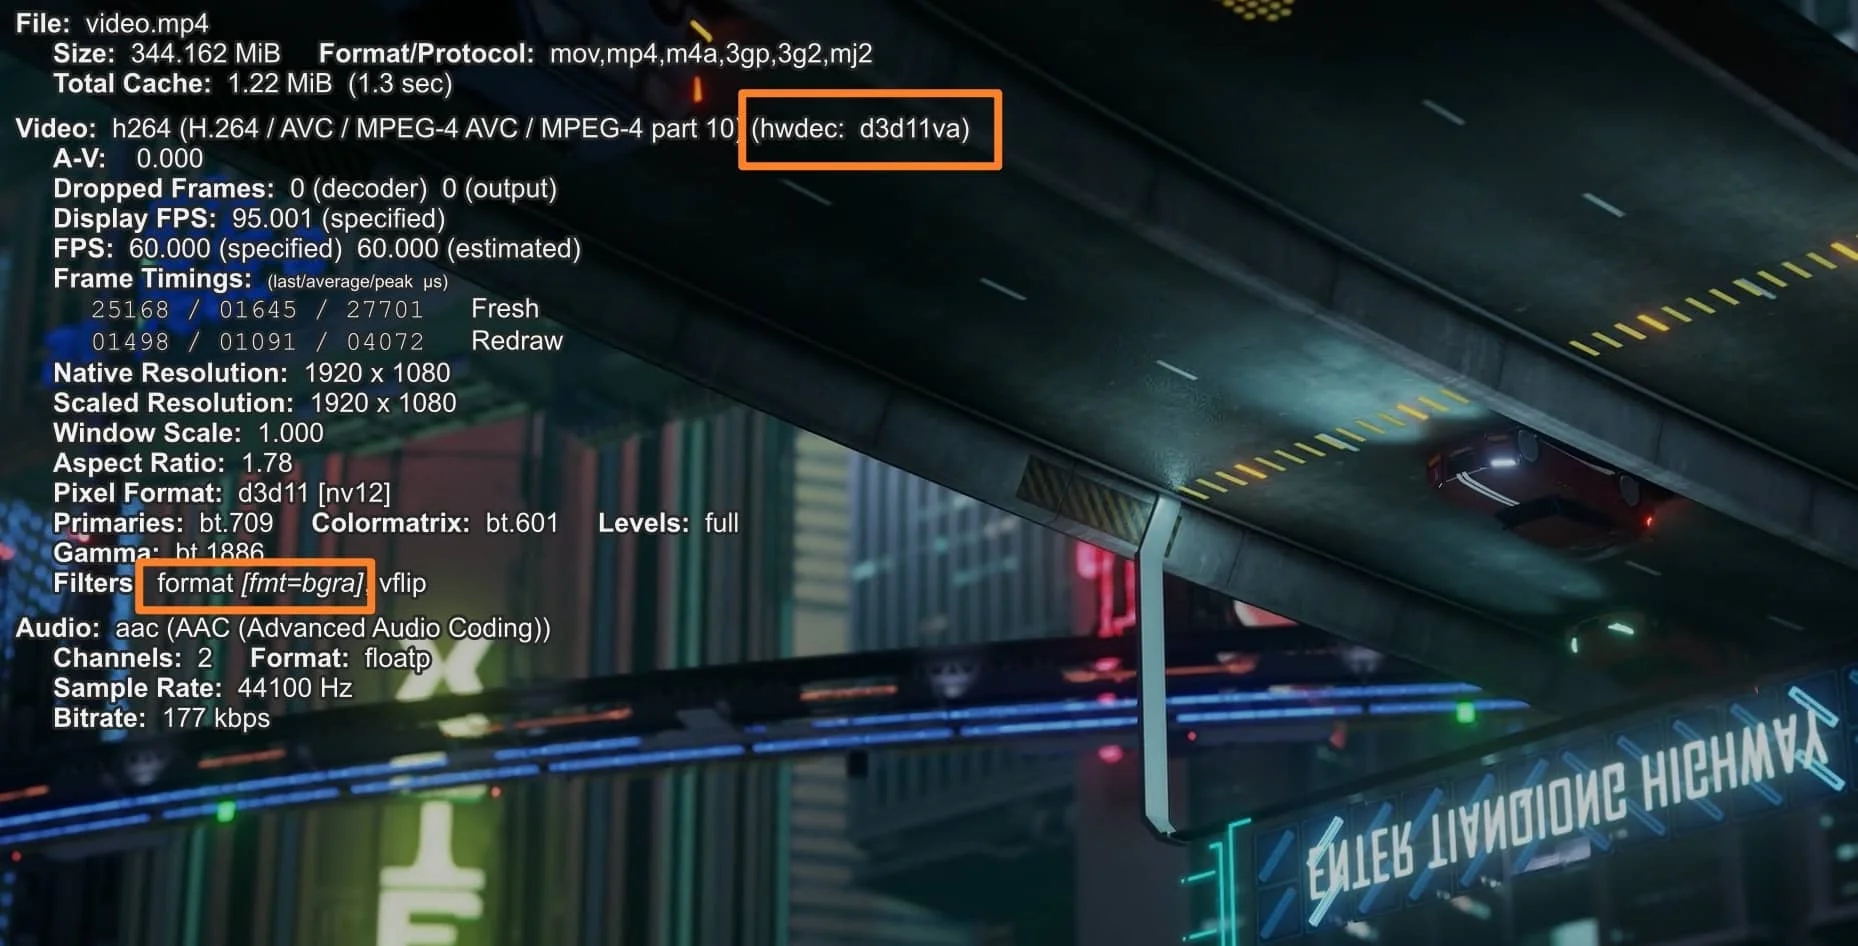 File: video.mp4
Size: 344.162 MiB Format/Protocol: mov,mp4,m4a,3gp,3g2,mj2
Total Cache: 1.22 MiB (1.3 sec)
Video: h264 (H.264 / AVC / MPEG-4 AVC / MPEG-4 part 10) (hwdec: d3d11va)
A-V: 0.000
Dropped Frames: 0 (decoder) 0 (output)
Display FPS: 95.001 (specified)
FPS: 60.000 (specified) 60.000 (estimated)
Frame Timings: (last/average/peak μs)
25168 / 01645 / 27701 Fresh
01498 / 01091 / 04072 Redraw
Native Resolution: 1920 x 1080
Scaled Resolution: 1920 x 1080
Window Scale: 1.000
Aspect Ratio: 1.78
Pixel Format: d3d11 [nv12]
Primaries: bt.709 Colormatrix: bt.601 Levels: full
Gamma: bt.1886
Filters: format [fmt=bgra], vflip
Audio: aac (AAC (Advanced Audio Coding))
Channels: 2 Format: floatp
Sample Rate: 44100 Hz
Bitrate: 177 kbps
ENTER TIANQIONG HIGHWAY